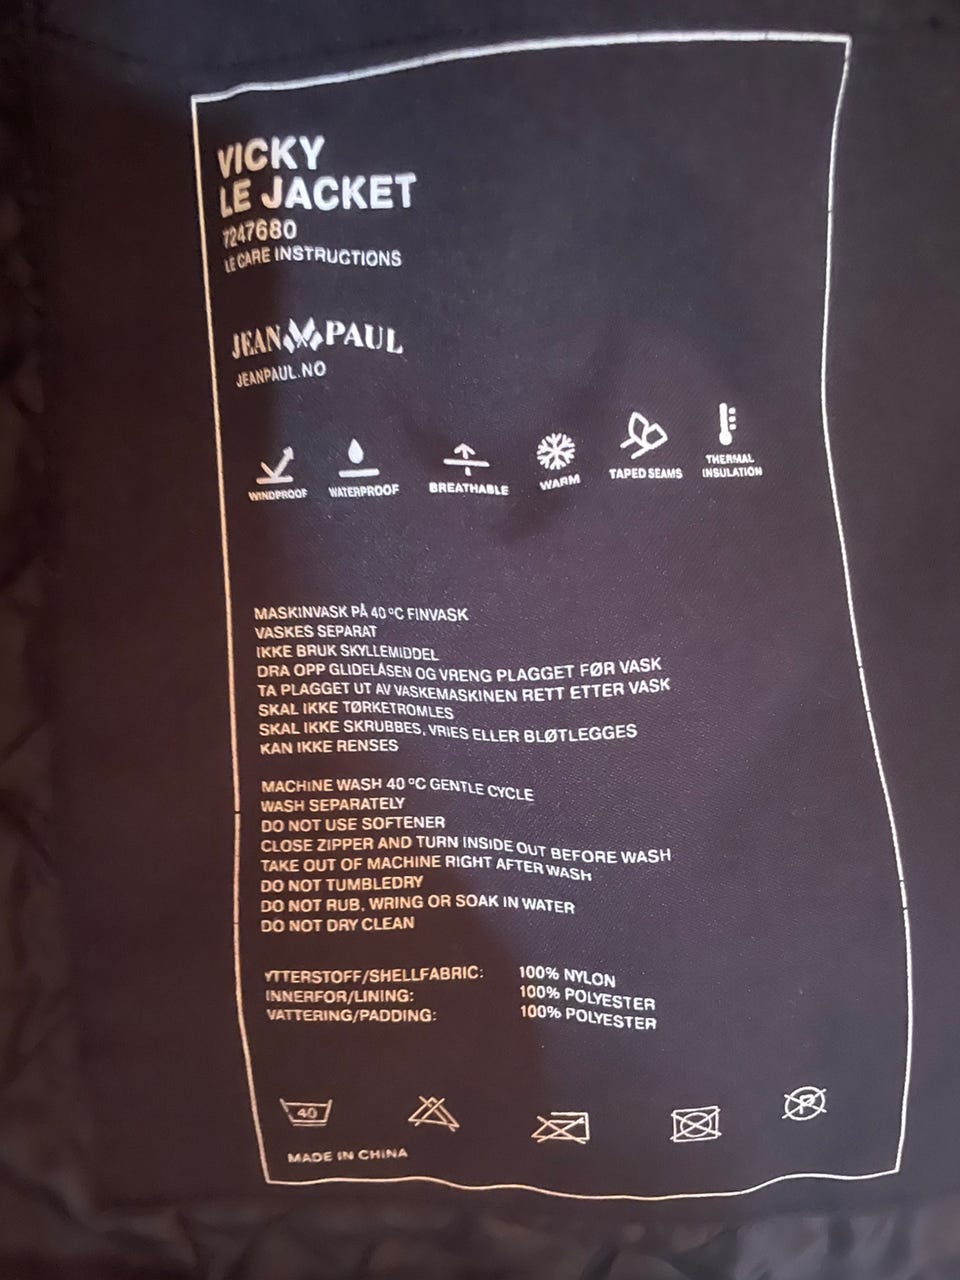 VICKY
LE JACKET
7247680
LE CARE INSTRUCTIONS
JEAN PAUL
JEANPAUL.NO
WINDPROOF
WATERPROOF
BREATHABLE
WARM
TAPED SEAMS
THERMAL
INSULATION
MASKINVASK PÅ 40 ºC FINVASK
VASKES SEPARAT
IKKE BRUK SKYLLEMIDDEL
DRA OPP GLIDELÅSEN OG VRENG PLAGGET FØR VASK
TA PLAGGET UT AV VASKEMASKINEN RETT ETTER VASK
SKAL IKKE TØRKETROMLES
SKAL IKKE SKRUBBES, VRIES ELLER BLØTLEGGES
KAN IKKE RENSES
MACHINE WASH 40 ºC GENTLE CYCLE
WASH SEPARATELY
DO NOT USE SOFTENER
CLOSE ZIPPER AND TURN INSIDE OUT BEFORE WASH
TAKE OUT OF MACHINE RIGHT AFTER WASH
DO NOT TUMBLEDRY
DO NOT RUB, WRING OR SOAK IN WATER
DO NOT DRY CLEAN
YTTERSTOFF/SHELLFABRIC: 100% NYLON
INNERFOR/LINING: 100% POLYESTER
VATTERING/PADDING: 100% POLYESTER
40
P
MADE IN CHINA